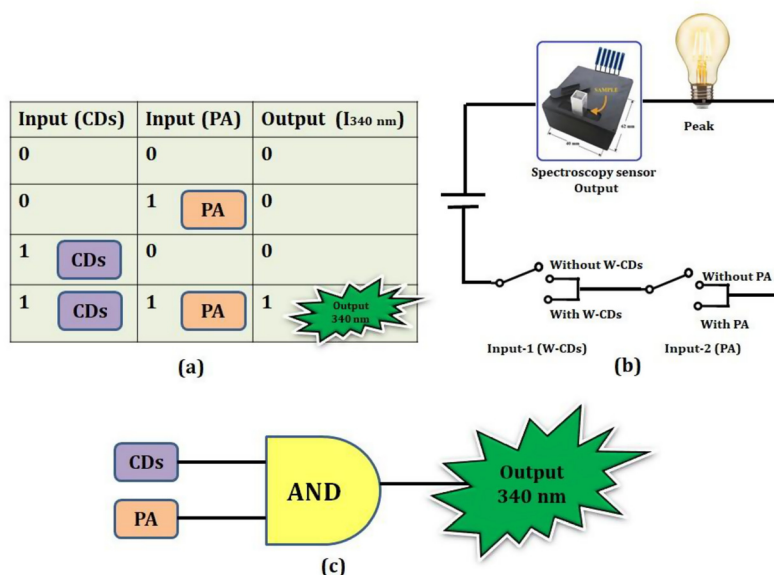 Input (CDs) Input (PA) Output (I340 nm)
0 0 0
0 1 PA 0
1 CDs 0 0
1 CDs 1 PA 1 Output
340 nm
(a)
SAMPLE
62 mm
Spectroscopy sensor
Output
Peak
Without W-CDs
With W-CDs
Without PA
With PA
Input-1 (W-CDs) Input-2 (PA)
(b)
CDs
PA
AND
Output
340 nm
(c)